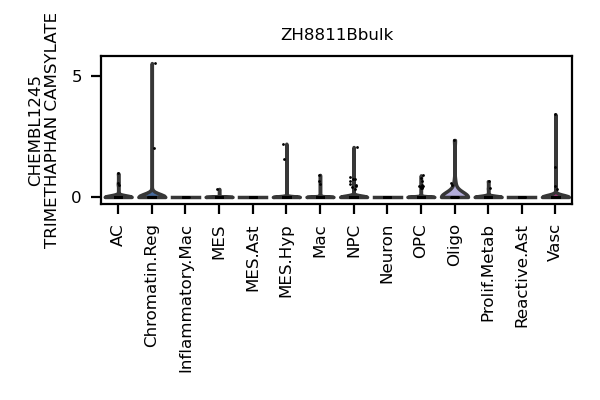 ZH8811Bbulk
CHEMBL1245
TRIMETHAPHAN CAMSYLATE
5
0
AC
Chromatin.Reg
Inflammatory.Mac
MES
MES.Ast
MES.Hyp
Mac
NPC
Neuron
OPC
Oligo
Prolif.Metab
Reactive.Ast
Vasc